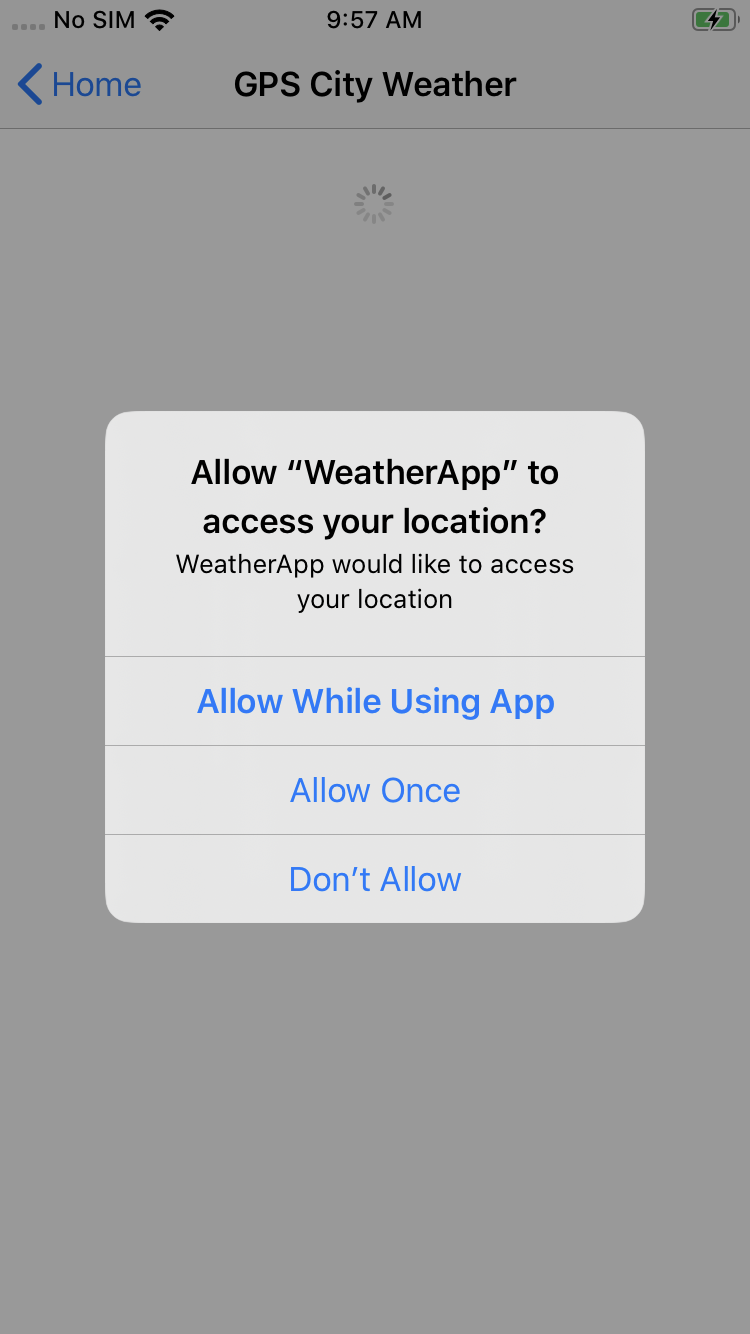 No SIM 9:57 AM
Home GPS City Weather
Allow “WeatherApp” to
access your location?
WeatherApp would like to access
your location
Allow While Using App
Allow Once
Don’t Allow